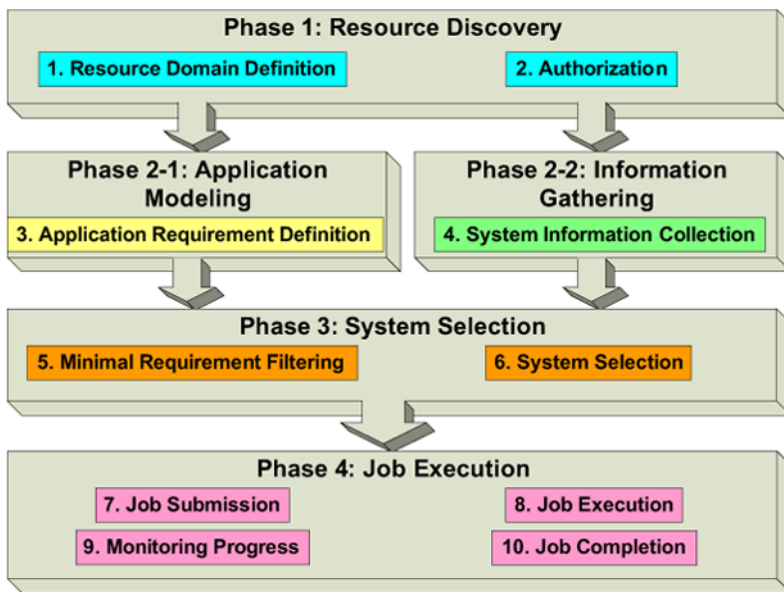 Phase 1: Resource Discovery
1. Resource Domain Definition
2. Authorization
Phase 2-1: Application
Modeling
3. Application Requirement Definition
Phase 2-2: Information
Gathering
4. System Information Collection
Phase 3: System Selection
5. Minimal Requirement Filtering
6. System Selection
Phase 4: Job Execution
7. Job Submission
8. Job Execution
9. Monitoring Progress
10. Job Completion